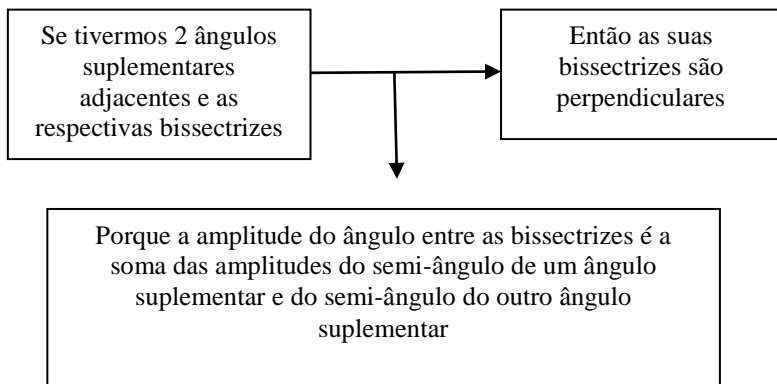 Se tivermos 2 ângulos
suplementares
adjacentes e as
respectivas bissectrizes
Então as suas
bissectrizes são
perpendiculares
Porque a amplitude do ângulo entre as bissectrizes é a
soma das amplitudes do semi-ângulo de um ângulo
suplementar e do semi-ângulo do outro ângulo
suplementar